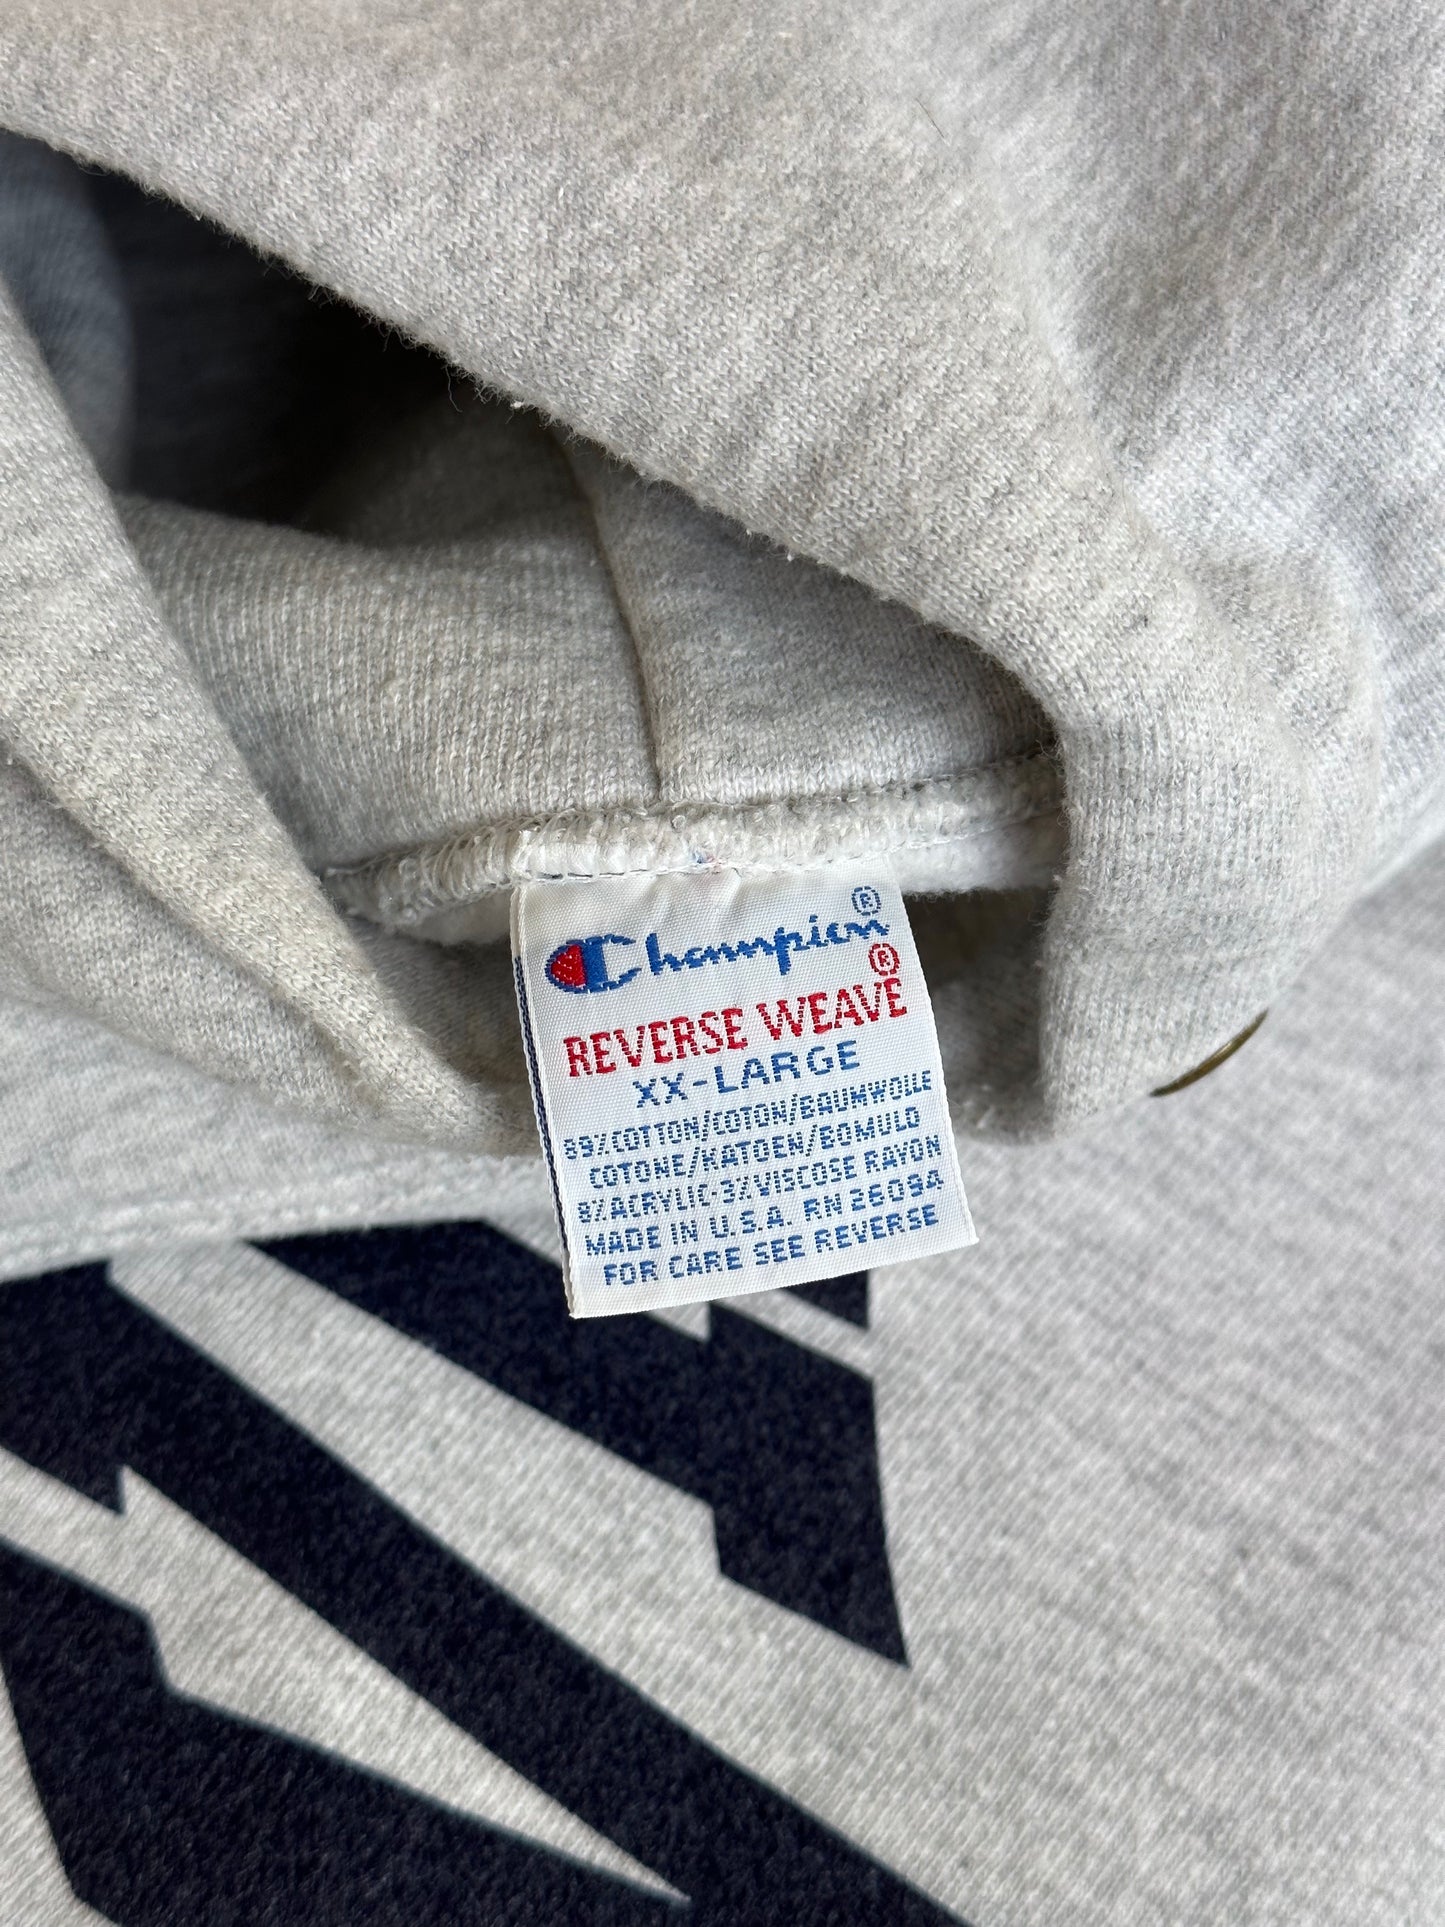 Champion®
REVERSE WEAVE®
XX-LARGE
89%COTTON/COTON/BAUMWOLLE
COTONE/KATOEN/BOMULD
8%ACRYLIC-3%VISCOSE RAYON
MADE IN U.S.A. RN 26094
FOR CARE SEE REVERSE